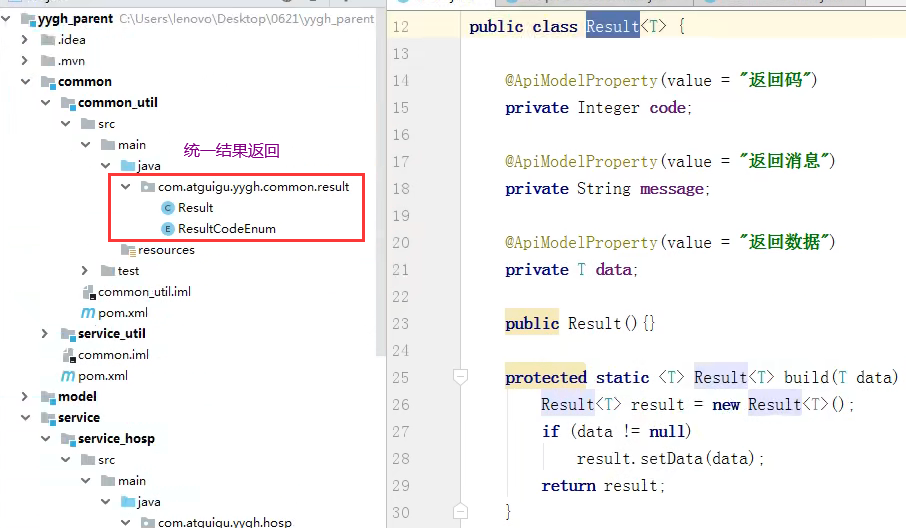 yygh_parent C:\Users\lenovo\Desktop\0621\yygh_parent
.idea
.mvn
common
common_util
src
main
统一结果返回
java
com.atguigu.yygh.common.result
C Result
E ResultCodeEnum
resources
test
common_util.iml
m pom.xml
service_util
common.iml
m pom.xml
model
service
service_hosp
src
main
java
com.atguigu.yygh.hosp
12 public class Result<T> {
13
14 @ApiModelProperty(value = "返回码")
15 private Integer code;
16
17 @ApiModelProperty(value = "返回消息")
18 private String message;
19
20 @ApiModelProperty(value = "返回数据")
21 private T data;
22
23 public Result(){}
24
25 protected static <T> Result<T> build(T data)
26 Result<T> result = new Result<T>();
27 if (data != null)
28 result.setData(data);
29 return result;
30 }